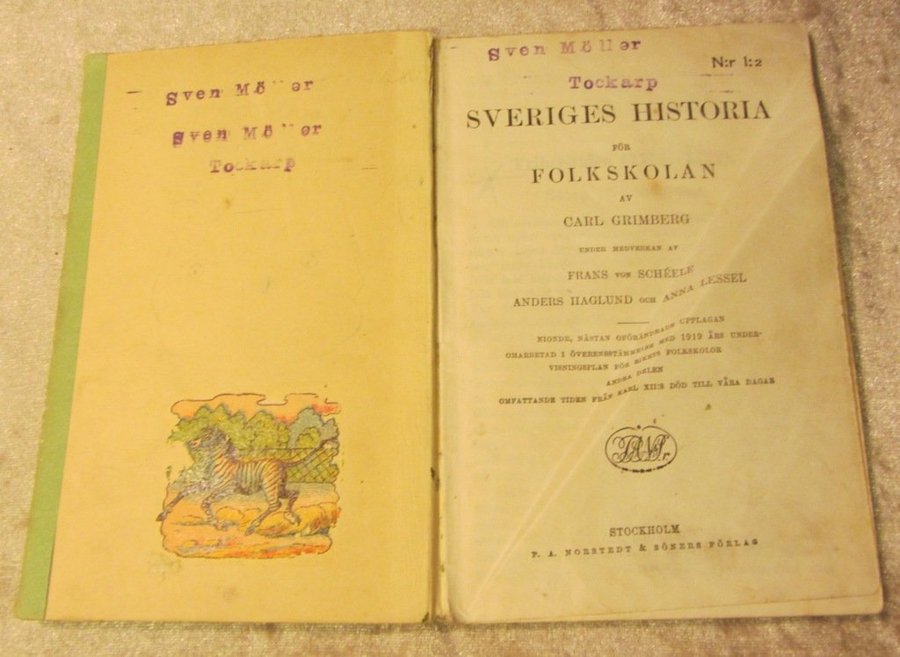 Sven Möller
Sven Möller
Tockarp
Sven Möller
Tockarp
N:r 1:2
SVERIGES HISTORIA
FÖR
FOLKSKOLAN
AV
CARL GRIMBERG
UNDER MEDVERKAN AV
FRANS VON SCHÉELE
ANDERS HAGLUND OCH ANNA LESSEL
NIONDE, NÄSTAN OFÖRÄNDRADE UPPLAGAN
OMARBETAD I ÖVERENSSTÄMMELSE MED 1919 ÅRS UNDER-
VISNINGSPLAN FÖR RIKETS FOLKSKOLOR
ANDRA DELEN
OMFATTANDE TIDEN FRÅN KARL XII:S DÖD TILL VÅRA DAGAR
STOCKHOLM
P. A. NORSTEDT & SÖNERS FÖRLAG